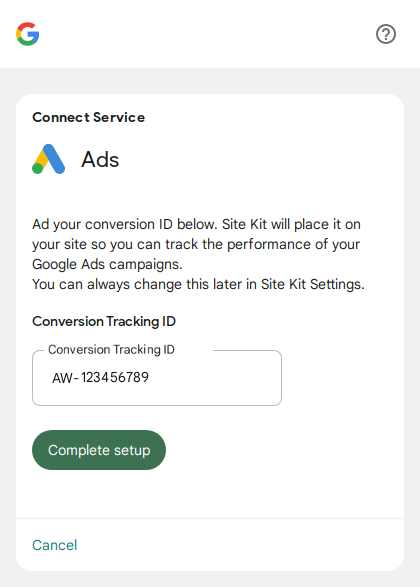 Connect Service
Ads
Ad your conversion ID below. Site Kit will place it on
your site so you can track the performance of your
Google Ads campaigns.
You can always change this later in Site Kit Settings.
Conversion Tracking ID
Conversion Tracking ID
AW-123456789
Complete setup
Cancel